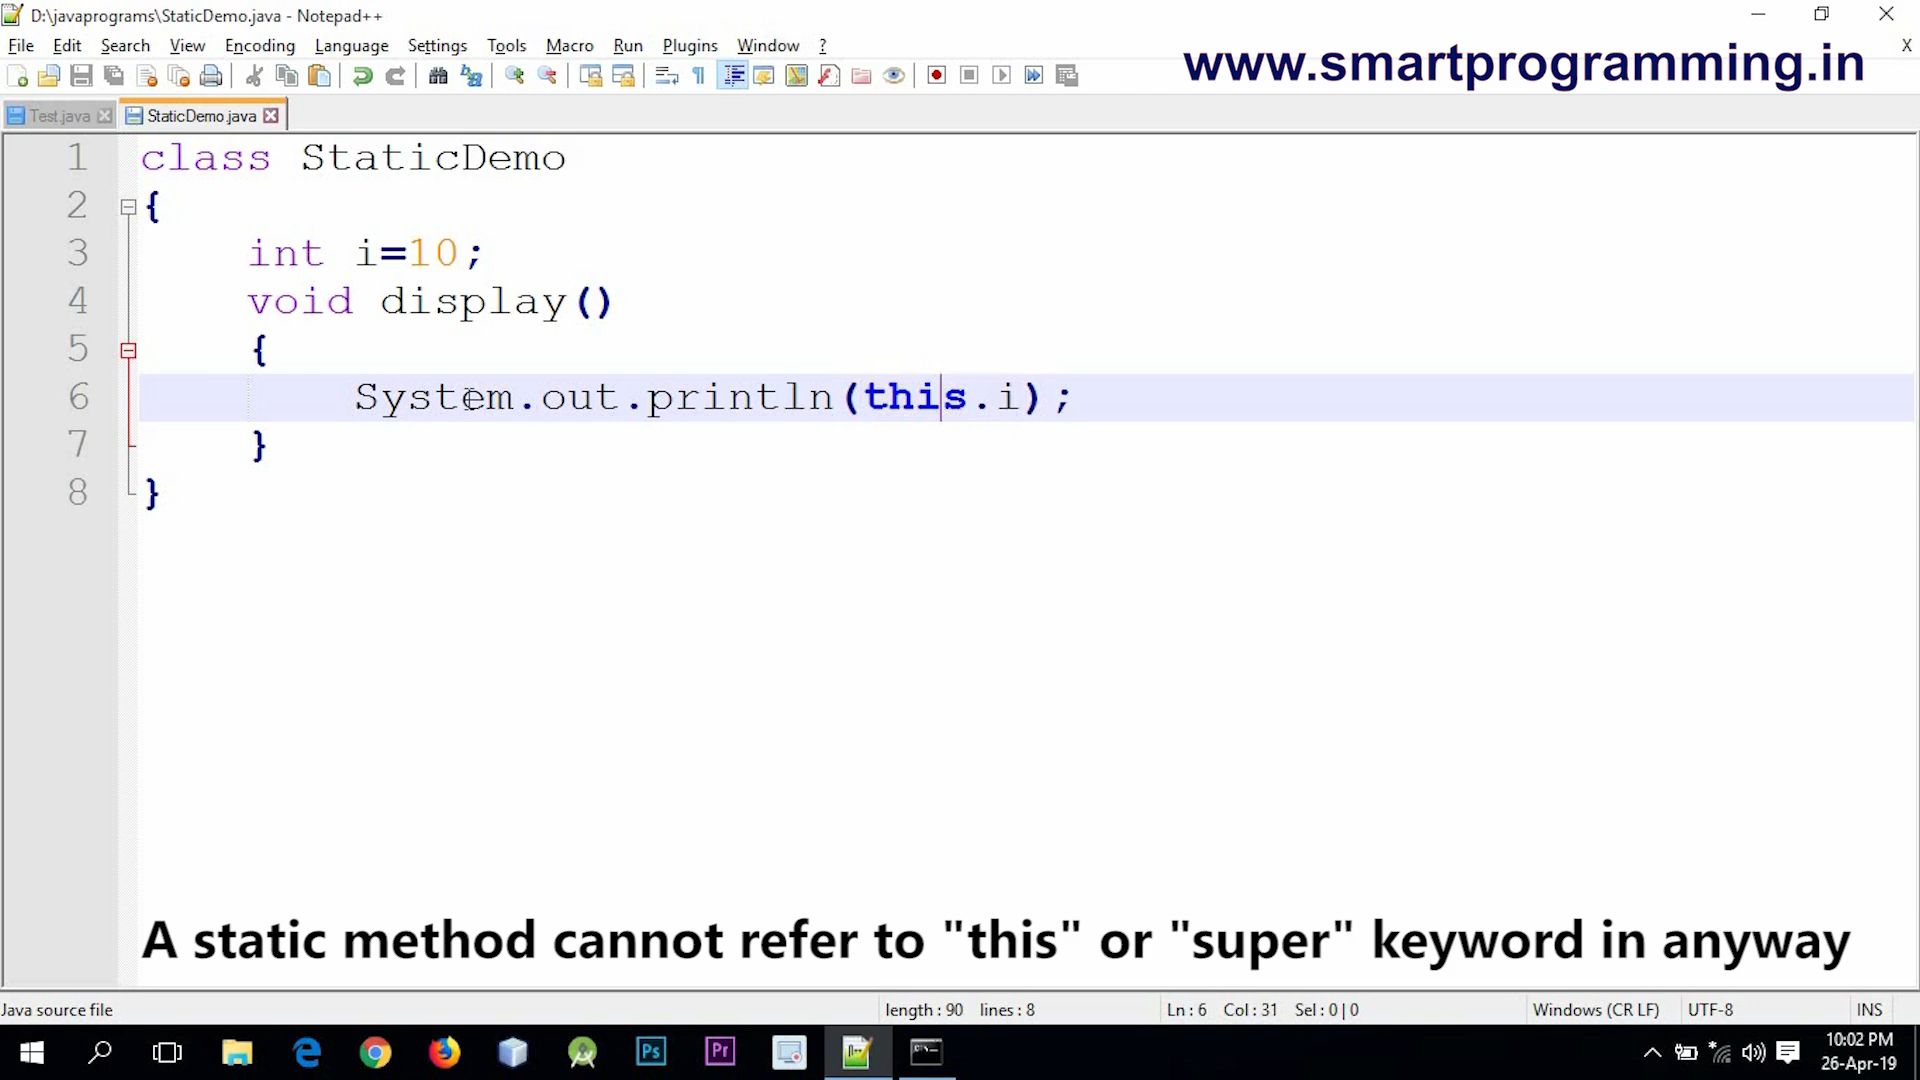 D:\javaprograms\StaticDemo.java - Notepad++
File Edit Search View Encoding Language Settings Tools Macro Run Plugins Window ? X
www.smartprogramming.in
Test.java StaticDemo.java
1 class StaticDemo
2 {
3 int i=10;
4 void display()
5 {
6 System.out.println(this.i);
7 }
8 }
A static method cannot refer to "this" or "super" keyword in anyway
Java source file length : 90 lines : 8 Ln : 6 Col : 31 Sel : 0 | 0 Windows (CR LF) UTF-8 INS
Ps Pr
10:02 PM
26-Apr-19